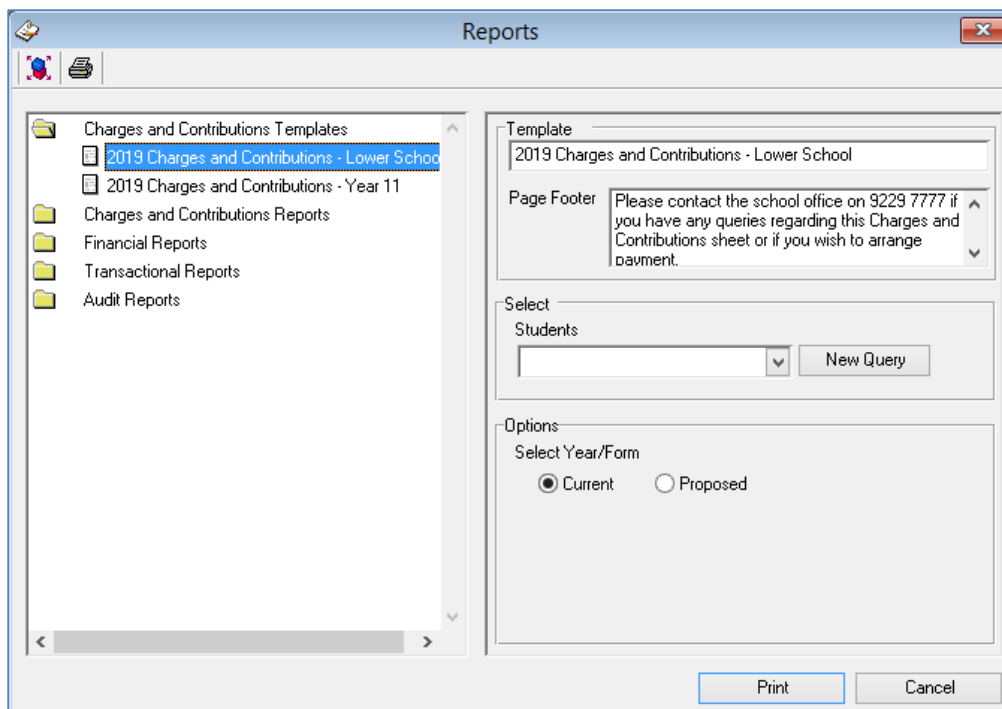 Reports
Charges and Contributions Templates
2019 Charges and Contributions - Lower Schoo
2019 Charges and Contributions - Year 11
Charges and Contributions Reports
Financial Reports
Transactional Reports
Audit Reports
Template
2019 Charges and Contributions - Lower School
Page Footer
Please contact the school office on 9229 7777 if
you have any queries regarding this Charges and
Contributions sheet or if you wish to arrange
payment.
Select
Students
New Query
Options
Select Year/Form
Current
Proposed
Print
Cancel